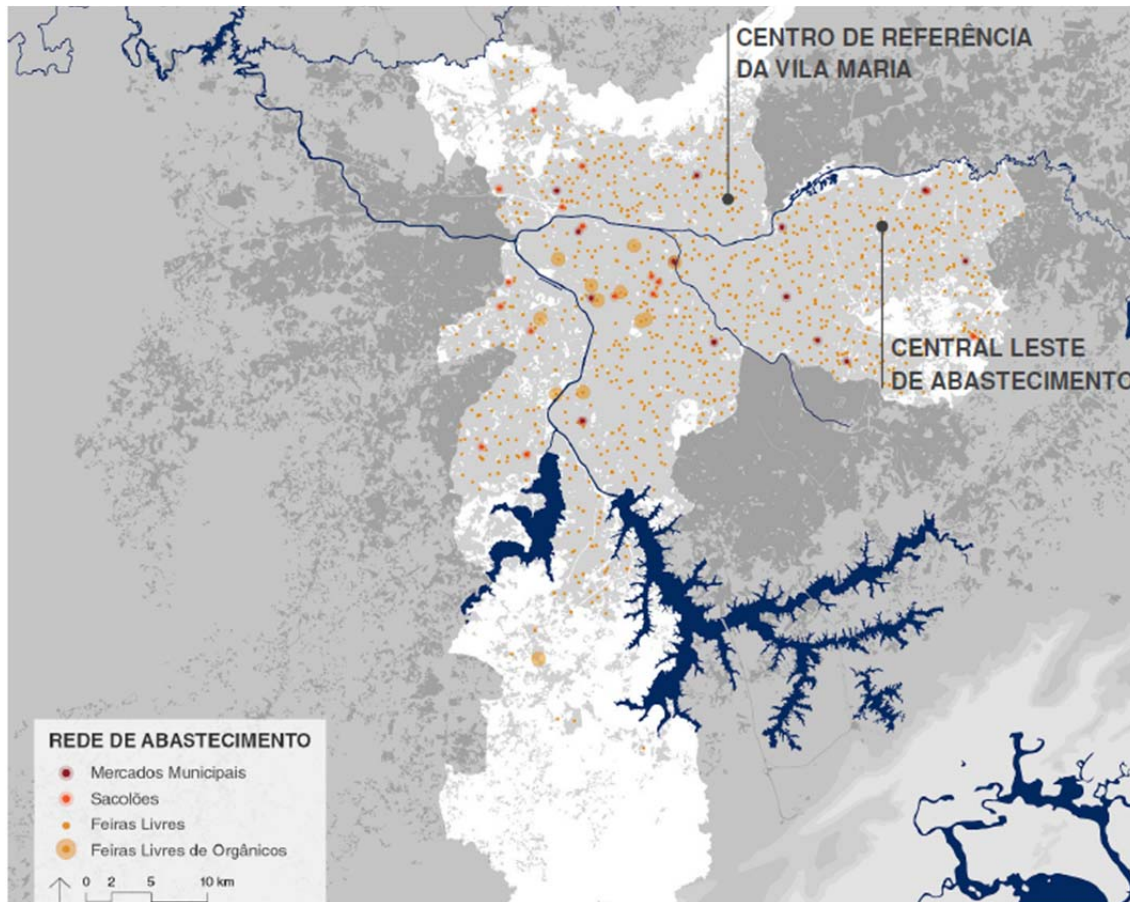 CENTRO DE REFERÊNCIA
DA VILA MARIA
CENTRAL LESTE
DE ABASTECIMENTO
REDE DE ABASTECIMENTO
Mercados Municipais
Sacolões
Feiras Livres
Feiras Livres de Orgânicos
0 2 5 10 km